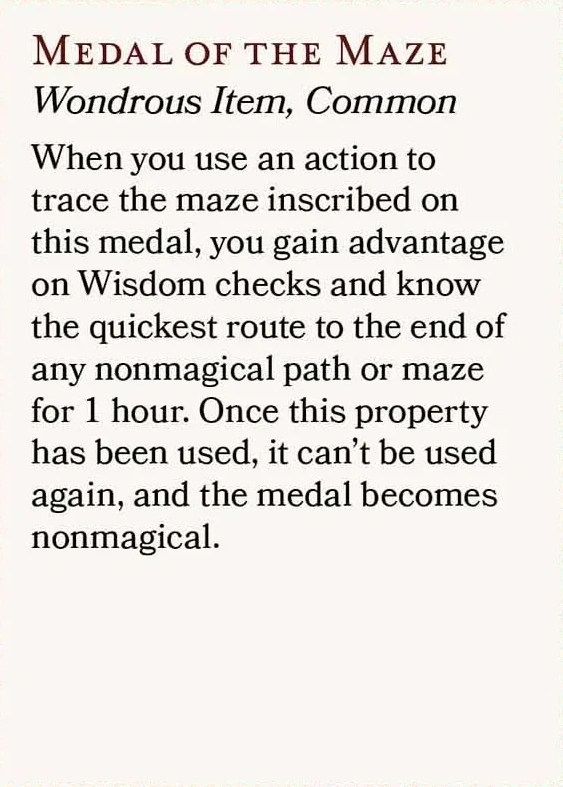 Medal of the Maze
Wondrous Item, Common
When you use an action to
trace the maze inscribed on
this medal, you gain advantage
on Wisdom checks and know
the quickest route to the end of
any nonmagical path or maze
for 1 hour. Once this property
has been used, it can’t be used
again, and the medal becomes
nonmagical.